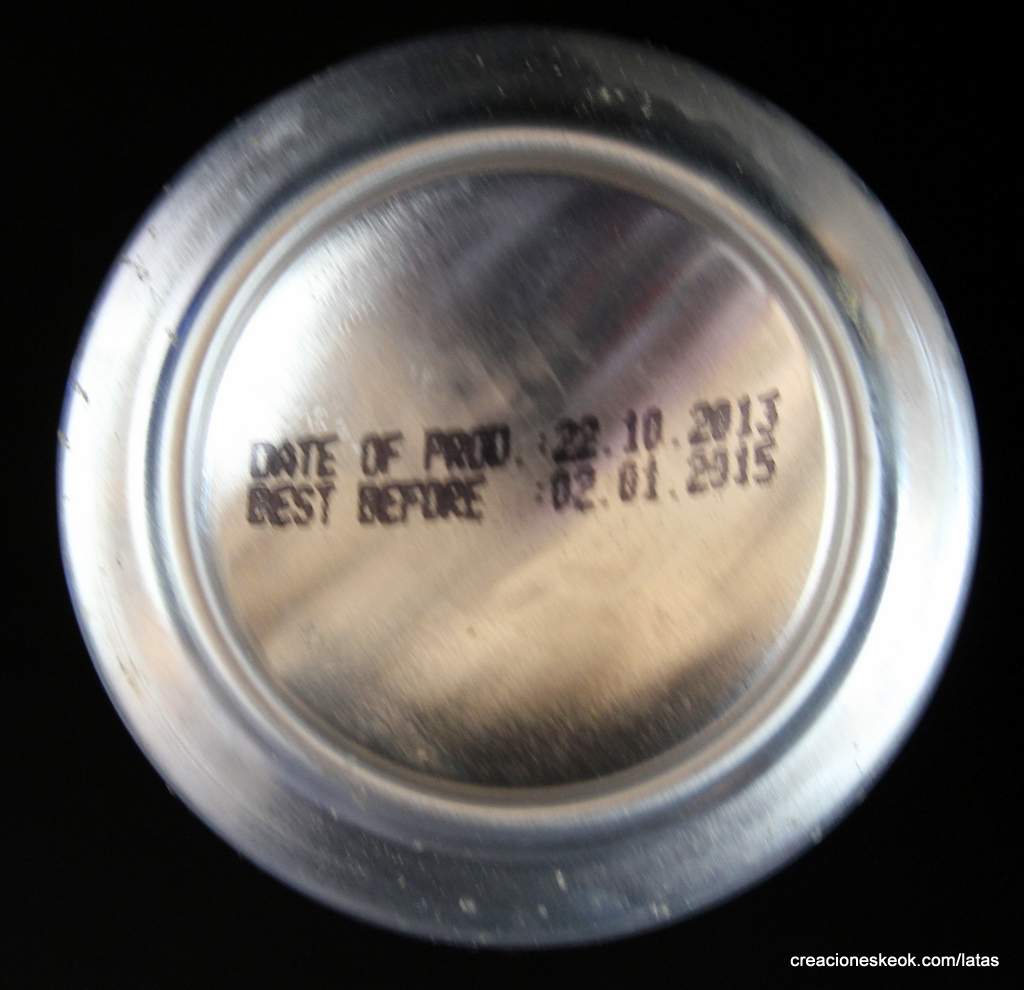 DATE OF PROD.:22.10.2013
BEST BEFORE :02.01.2015
creacioneskeok.com/latas